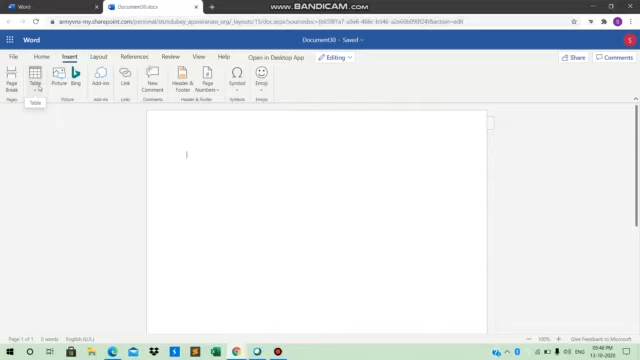 www.BANDICAM.com
Word
Document30.docx
Word
Document30 - Saved
S
File
Home
Insert
Layout
References
Review
View
Help
Open in Desktop App
Editing
Share
Comments
Page Break
Table
Picture
Bing
Add-ins
Link
New Comment
Header & Footer
Page Numbers
Symbol
Emoji
Pages
Picture
Add-ins
Links
Comments
Header & Footer
Symbols
Emoji
Table
Page 1 of 1
0 words
English (U.S.)
100%
Give Feedback to Microsoft
ENG
05:46 PM
13-10-2020